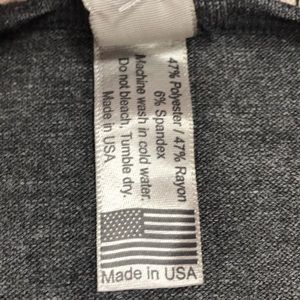 47% Polyester / 47% Rayon
6% Spandex
Machine wash in cold water.
Do not bleach, Tumble dry.
Made in USA
Made in USA